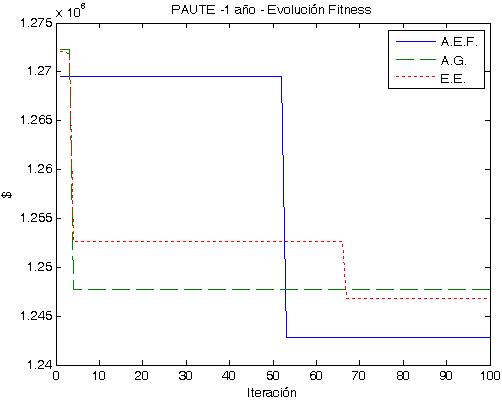 PAUTE -1 año - Evolución Fitness
x 10^6
1.275
1.27
1.265
1.26
1.255
1.25
1.245
1.24
$
A.E.F.
A.G.
E.E.
0 10 20 30 40 50 60 70 80 90 100
Iteración